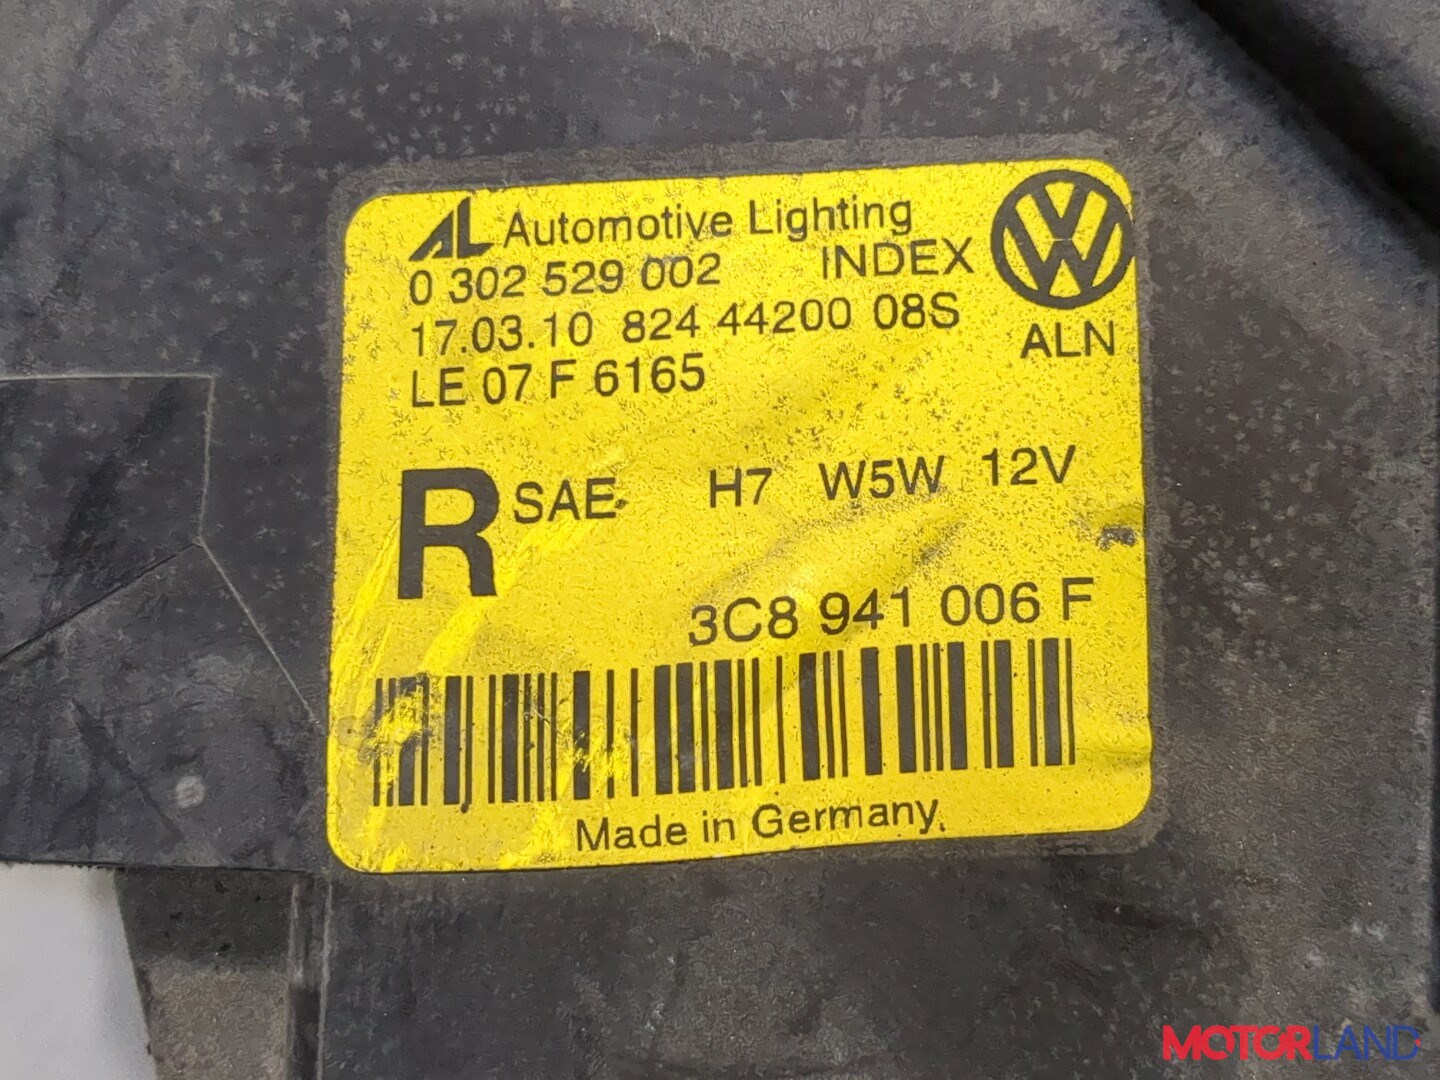 AL Automotive Lighting
0 302 529 002 INDEX
17.03.10 824 44200 08S
ALN
LE 07 F 6165
R SAE H7 W5W 12V
3C8 941 006 F
Made in Germany
MOTORLAND